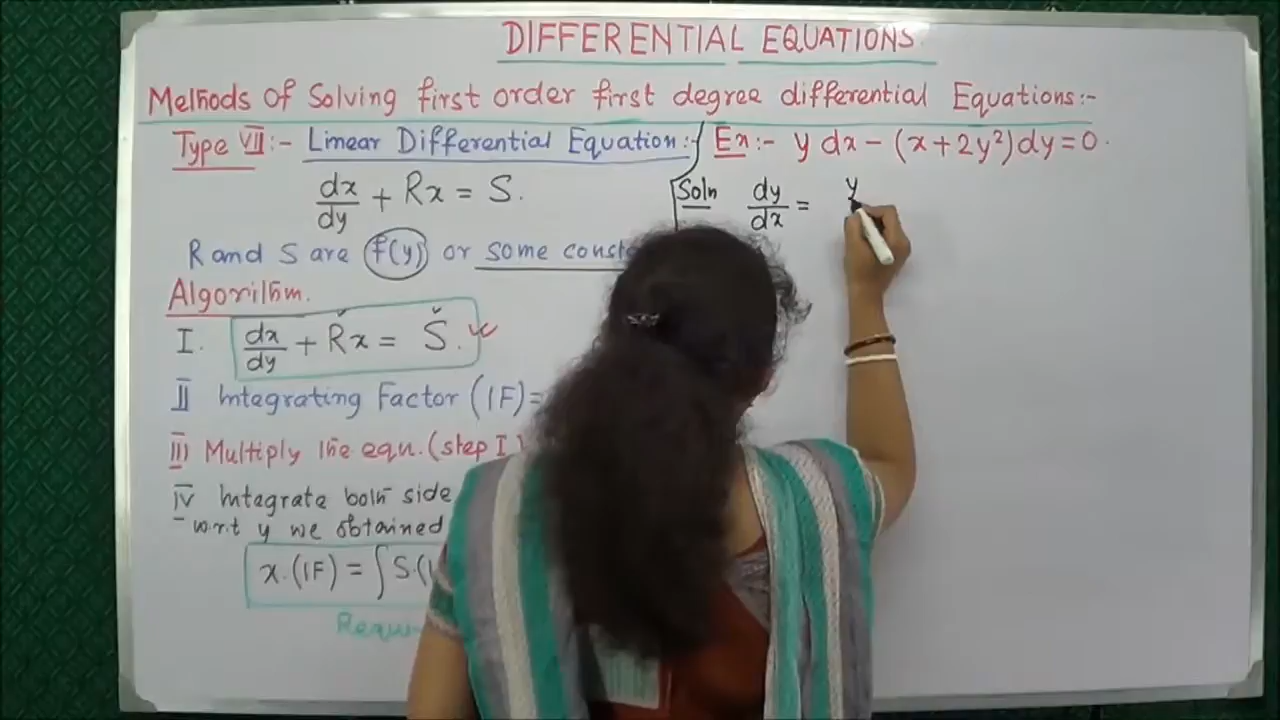 DIFFERENTIAL EQUATIONS
Methods of Solving first order first degree differential Equations:-
Type VII:- Linear Differential Equation:-
dx/dy + Rx = S.
R and S are f(y) or some
Algorithm.
I. dx/dy + Rx = S.
II Integrating Factor (IF)=
III Multiply the equn. (step I)
IV Integrate both side
w.r.t y we obtained
x.(IF) = ∫S.(
Ex:- y dx - (x+2y²)dy=0.
Soln dy/dx = y